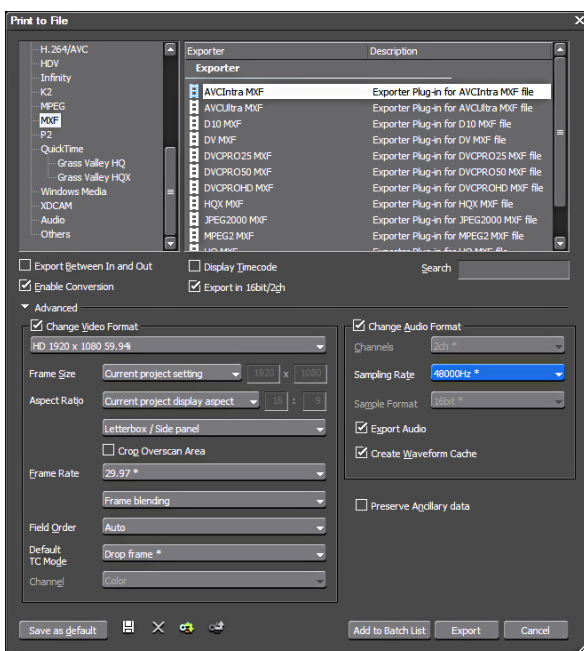 Print to File
H.264/AVC
HDV
Infinity
K2
MPEG
MXF
P2
QuickTime
Grass Valley HQ
Grass Valley HQX
Windows Media
XDCAM
Audio
Others
Exporter Description
Exporter
AVCIntra MXF Exporter Plug-in for AVCIntra MXF file
AVCUltra MXF Exporter Plug-in for AVCUltra MXF file
D10 MXF Exporter Plug-in for D10 MXF file
DV MXF Exporter Plug-in for DV MXF file
DVCPRO25 MXF Exporter Plug-in for DVCPRO25 MXF file
DVCPRO50 MXF Exporter Plug-in for DVCPRO50 MXF file
DVCPROHD MXF Exporter Plug-in for DVCPROHD MXF file
HQX MXF Exporter Plug-in for HQX MXF file
JPEG2000 MXF Exporter Plug-in for JPEG2000 MXF file
MPEG2 MXF Exporter Plug-in for MPEG2 MXF file
Export Between In and Out Display Timecode Search
Enable Conversion Export in 16bit/2ch
Advanced
Change Video Format
HD 1920 x 1080 59.94i
Frame Size Current project setting 1920 x 1080
Aspect Ratio Current project display aspect 16 : 9
Letterbox / Side panel
Crop Overscan Area
Frame Rate 29.97 *
Frame blending
Field Order Auto
Default
TC Mode Drop frame *
Channel Color
Change Audio Format
Channels 2ch *
Sampling Rate 48000Hz *
Sample Format 16bit *
Export Audio
Create Waveform Cache
Preserve Ancillary data
Save as default Add to Batch List Export Cancel